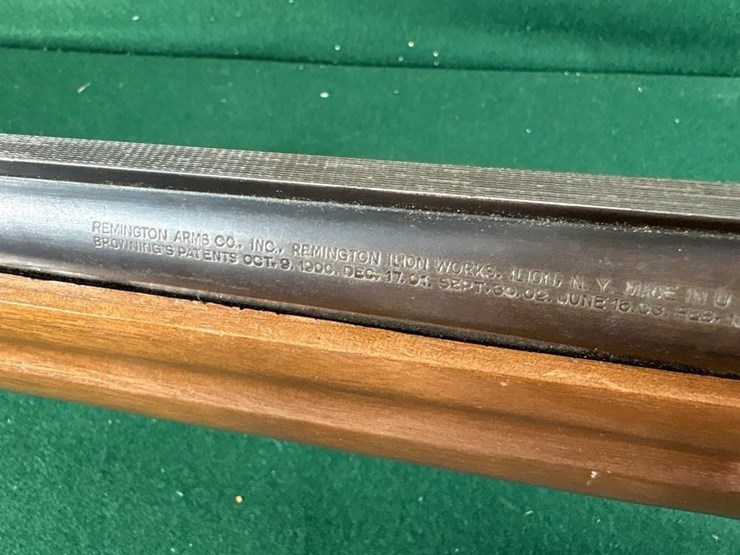 REMINGTON ARMS CO., INC., REMINGTON ILION WORKS, ILION, N. Y. MADE IN U
BROWNING'S PATENTS OCT. 9. 1900. DEC. 17. 01. SEPT. 30. 02. JUNE 16. 03. FEB.